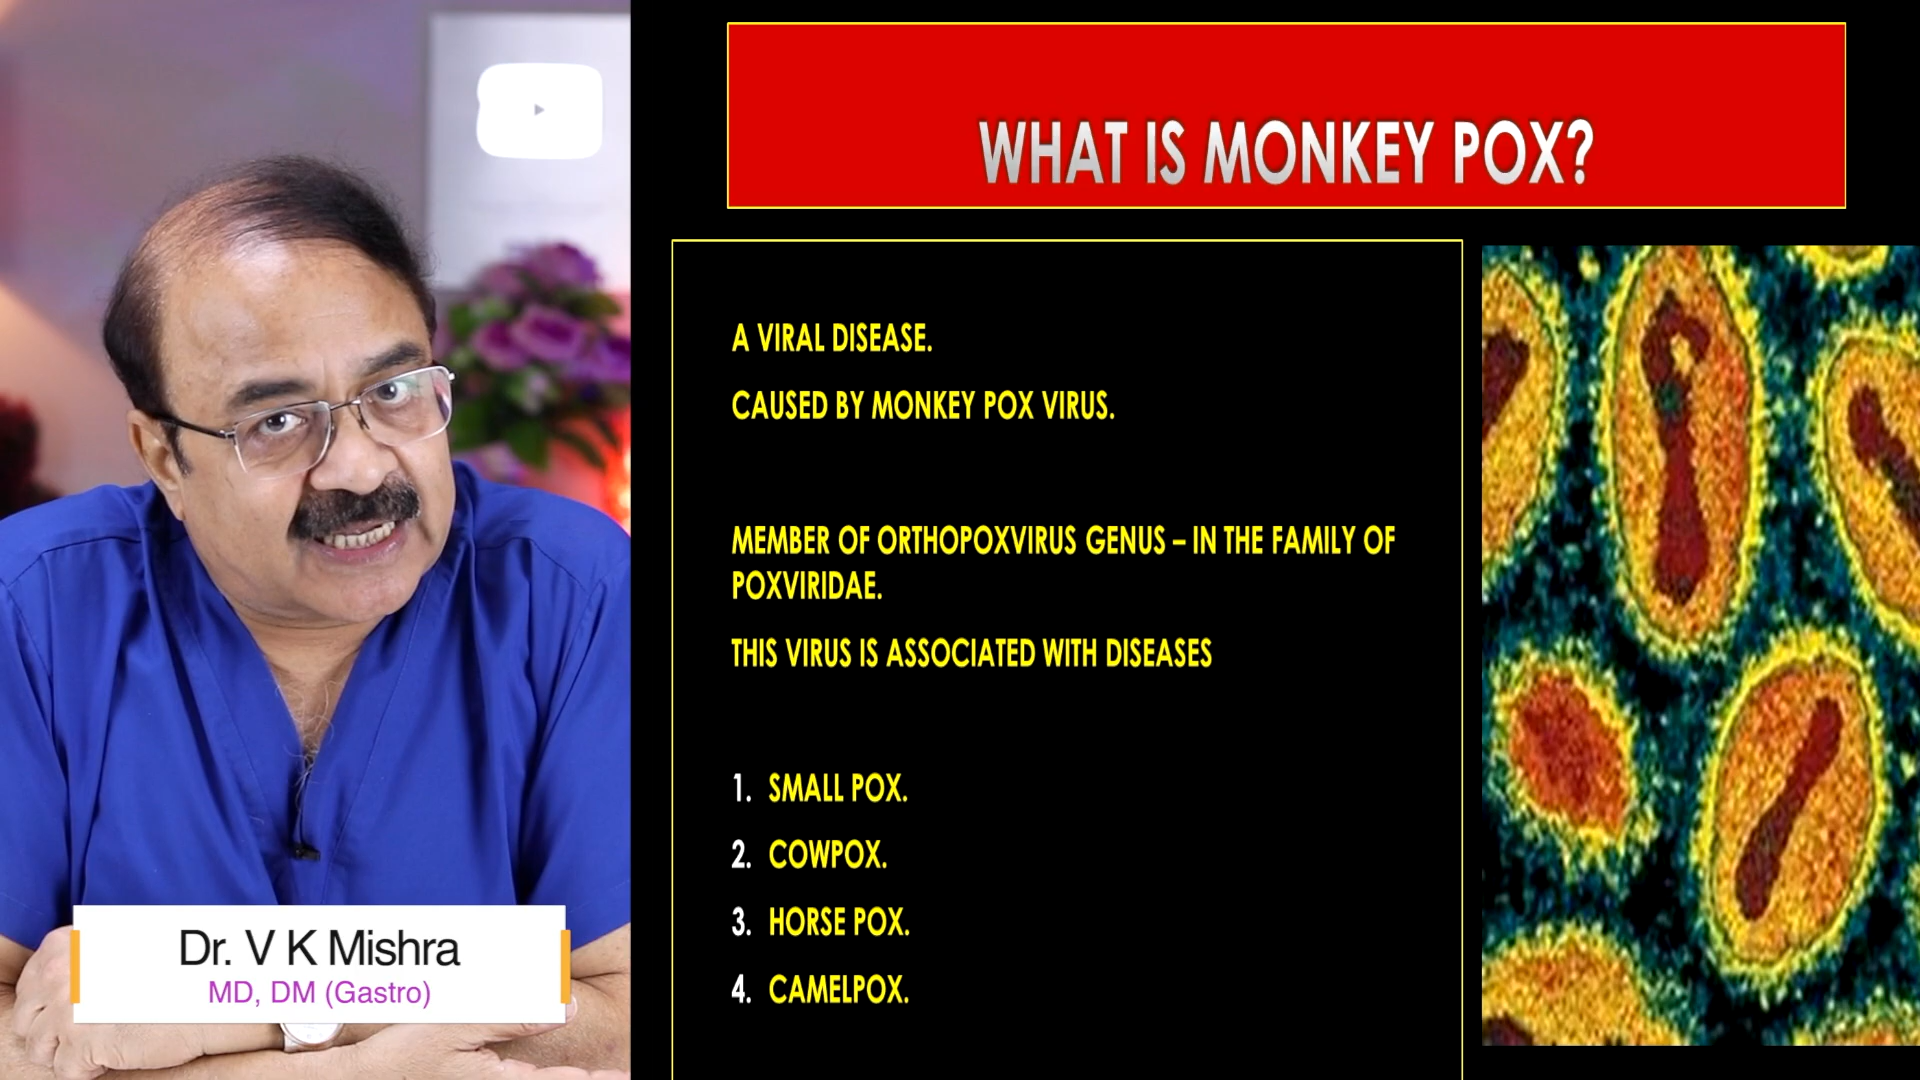 WHAT IS MONKEY POX?
A VIRAL DISEASE.
CAUSED BY MONKEY POX VIRUS.
MEMBER OF ORTHOPOXVIRUS GENUS – IN THE FAMILY OF
POXVIRIDAE.
THIS VIRUS IS ASSOCIATED WITH DISEASES
1. SMALL POX.
2. COWPOX.
3. HORSE POX.
4. CAMELPOX.
Dr. V K Mishra
MD, DM (Gastro)